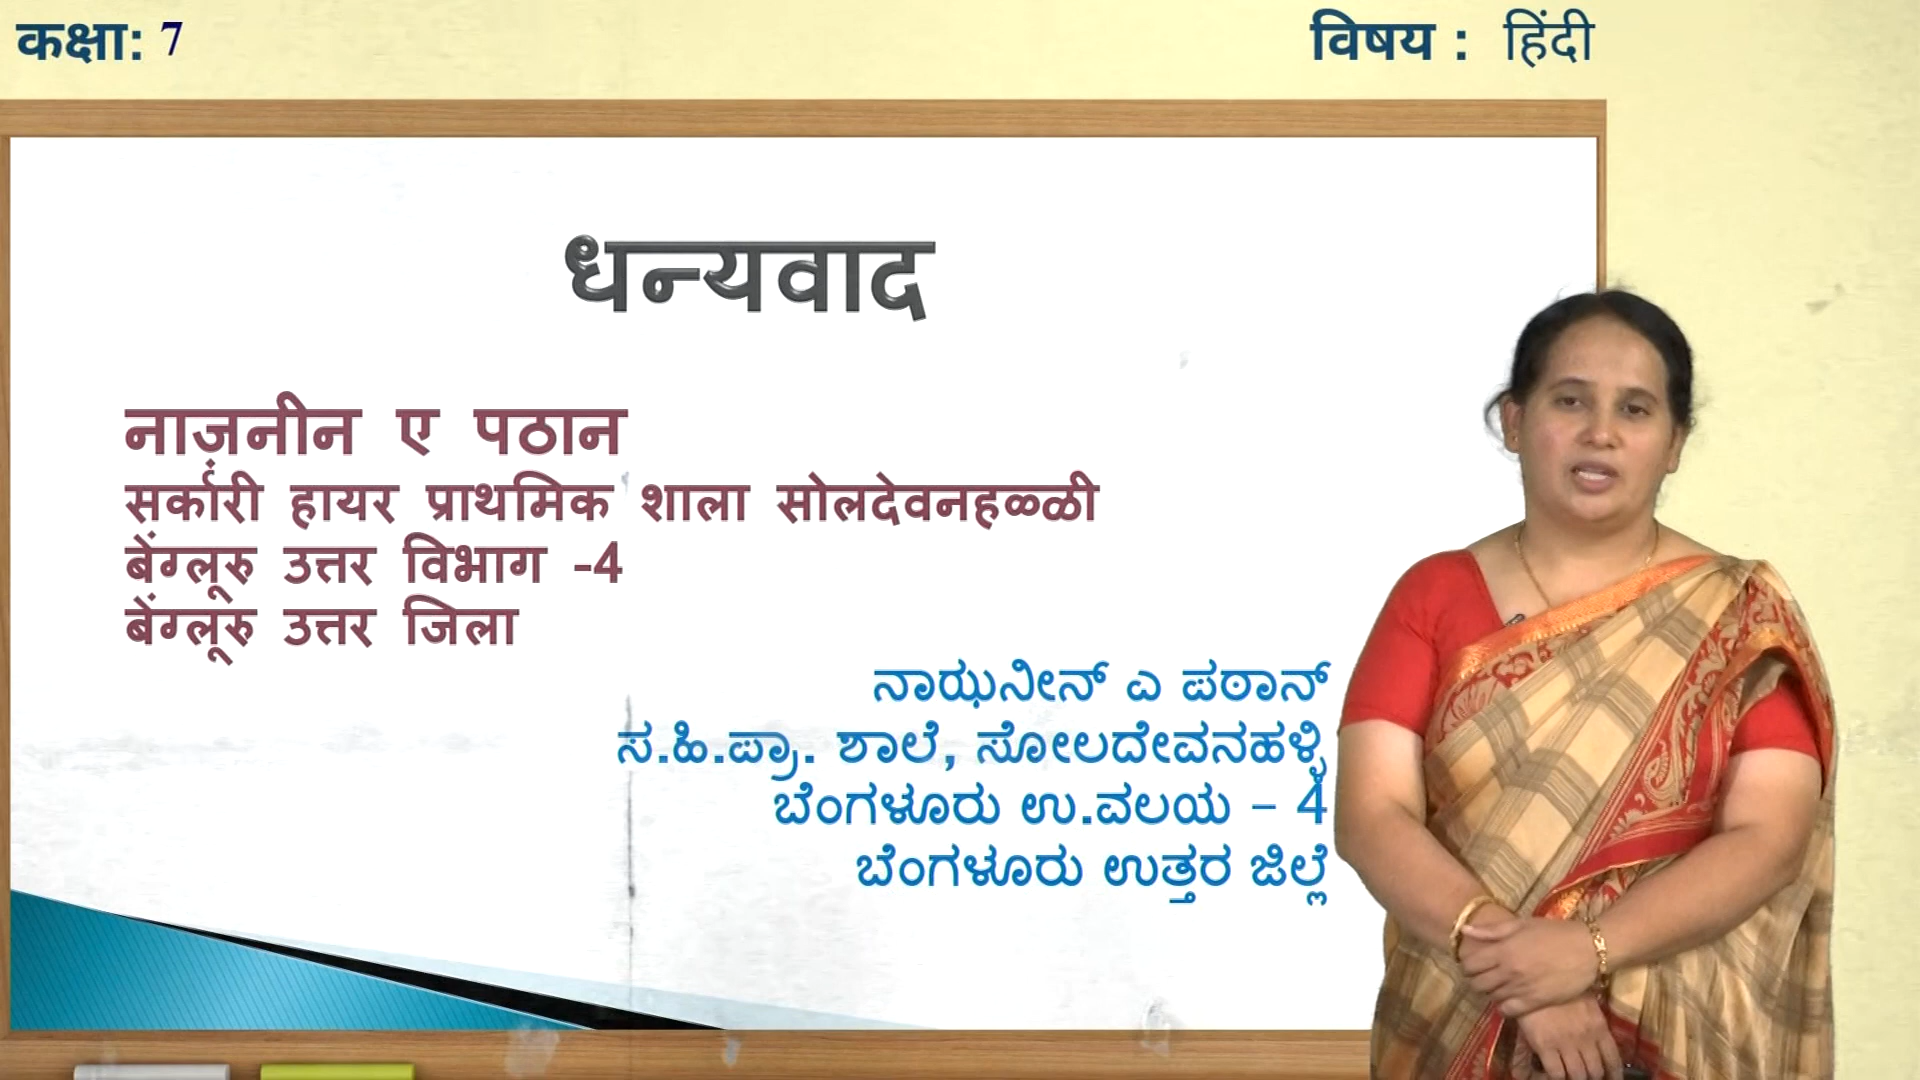 कक्षा: 7
विषय : हिंदी
धन्यवाद
नाज़नीन ए पठान
सर्कारी हायर प्राथमिक शाला सोलदेवनहळ्ळी
बेंग्लूरु उत्तर विभाग -4
बेंग्लूरु उत्तर जिला
ನಾಝನೀನ್ ಎ ಪಠಾನ್
ಸ.ಹಿ.ಪ್ರಾ. ಶಾಲೆ, ಸೋಲದೇವನಹಳ್ಳಿ
ಬೆಂಗಳೂರು ಉ.ವಲಯ – 4
ಬೆಂಗಳೂರು ಉತ್ತರ ಜಿಲ್ಲೆ